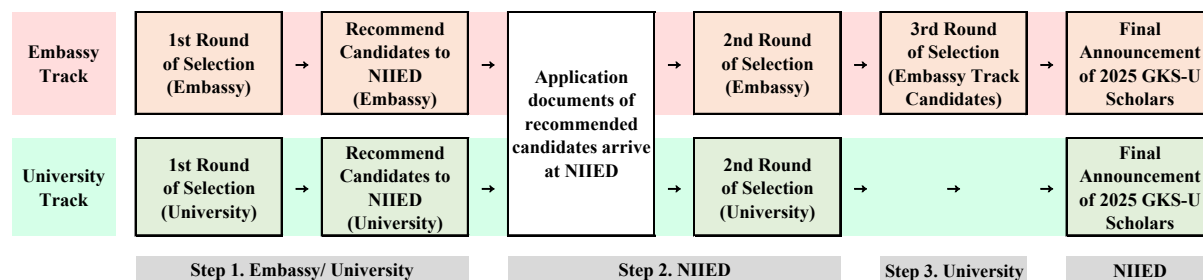 Embassy
Track
1st Round
of Selection
(Embassy)
→
Recommend
Candidates to
NIIED
(Embassy)
→
Application
documents of
recommended
candidates arrive
at NIIED
→
2nd Round
of Selection
(Embassy)
→
3rd Round
of Selection
(Embassy Track
Candidates)
→
Final
Announcement
of 2025 GKS-U
Scholars
University
Track
1st Round
of Selection
(University)
→
Recommend
Candidates to
NIIED
(University)
→
→
2nd Round
of Selection
(University)
→
→
→
Final
Announcement
of 2025 GKS-U
Scholars
Step 1. Embassy/ University
Step 2. NIIED
Step 3. University
NIIED